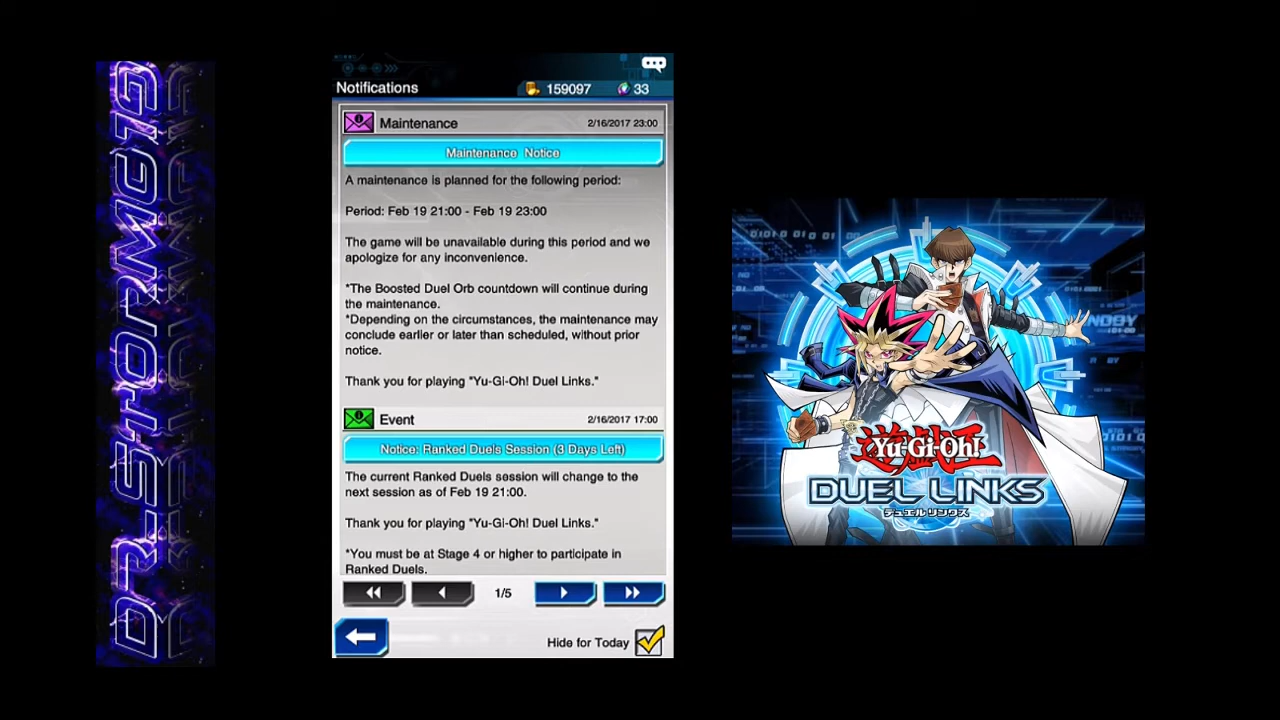 DR_STORMG19
Notifications
159097
33
Maintenance
2/16/2017 23:00
Maintenance Notice
A maintenance is planned for the following period:
Period: Feb 19 21:00 - Feb 19 23:00
The game will be unavailable during this period and we
apologize for any inconvenience.
*The Boosted Duel Orb countdown will continue during
the maintenance.
*Depending on the circumstances, the maintenance may
conclude earlier or later than scheduled, without prior
notice.
Thank you for playing "Yu-Gi-Oh! Duel Links."
Event
2/16/2017 17:00
Notice: Ranked Duels Session (3 Days Left)
The current Ranked Duels session will change to the
next session as of Feb 19 21:00.
Thank you for playing "Yu-Gi-Oh! Duel Links."
*You must be at Stage 4 or higher to participate in
Ranked Duels.
1/5
Hide for Today
Yu-Gi-Oh!
DUEL LINKS
デュエル リンクス